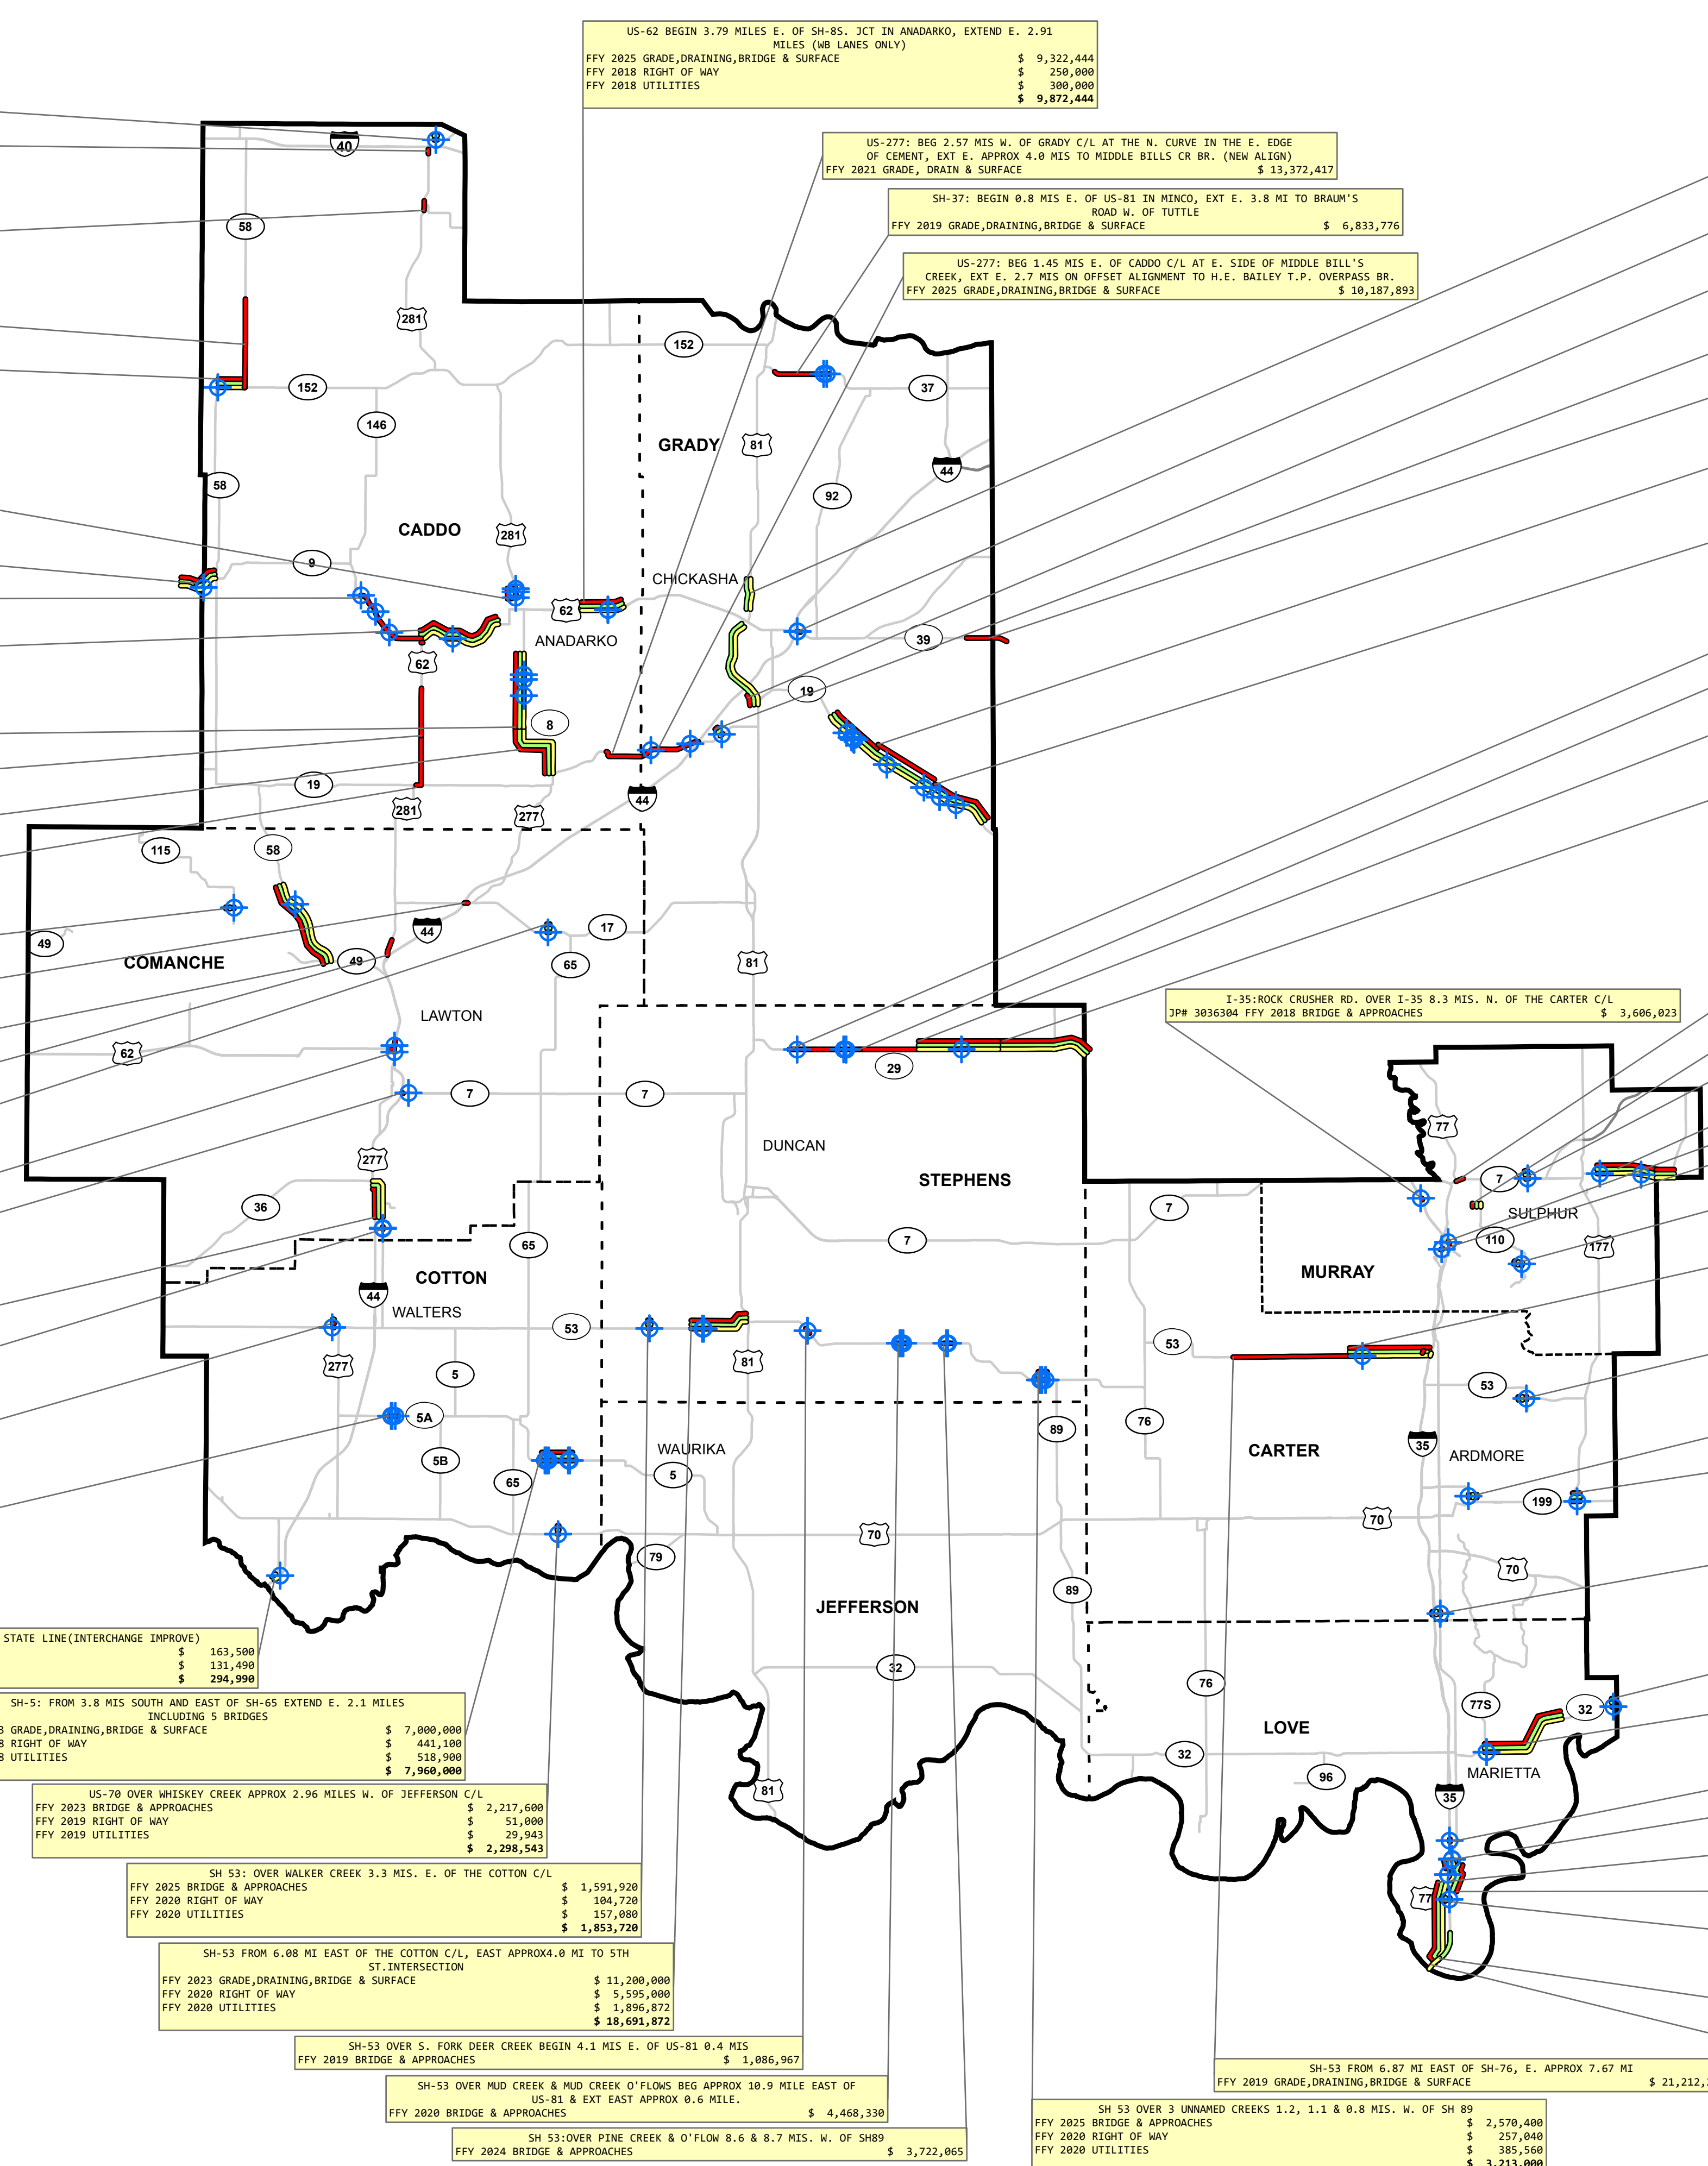 US-62 BEGIN 3.79 MILES E. OF SH-8S. JCT IN ANADARKO, EXTEND E. 2.91
MILES (WB LANES ONLY)
FFY 2025 GRADE,DRAINING,BRIDGE & SURFACE $ 9,322,444
FFY 2018 RIGHT OF WAY $ 250,000
FFY 2018 UTILITIES $ 300,000
$ 9,872,444
US-277: BEG 2.57 MIS W. OF GRADY C/L AT THE N. CURVE IN THE E. EDGE
OF CEMENT, EXT E. APPROX 4.0 MIS TO MIDDLE BILLS CR BR. (NEW ALIGN)
FFY 2021 GRADE, DRAIN & SURFACE $ 13,372,417
SH-37: BEGIN 0.8 MIS E. OF US-81 IN MINCO, EXT E. 3.8 MI TO BRAUM'S
ROAD W. OF TUTTLE
FFY 2019 GRADE,DRAINING,BRIDGE & SURFACE $ 6,833,776
US-277: BEG 1.45 MIS E. OF CADDO C/L AT E. SIDE OF MIDDLE BILL'S
CREEK, EXT E. 2.7 MIS ON OFFSET ALIGNMENT TO H.E. BAILEY T.P. OVERPASS BR.
FFY 2025 GRADE,DRAINING,BRIDGE & SURFACE $ 10,187,893
40
58
281
152
152
37
146
GRADY
81
44
58
92
CADDO
281
9
CHICKASHA
62
ANADARKO
39
62
19
8
19
281
277
44
115
58
49
COMANCHE
49
44
17
65
81
LAWTON
I-35:ROCK CRUSHER RD. OVER I-35 8.3 MIS. N. OF THE CARTER C/L
JP# 3036304 FFY 2018 BRIDGE & APPROACHES $ 3,606,023
62
29
7
7
77
DUNCAN
277
STEPHENS
7
36
7
SULPHUR
65
7
110
177
COTTON
MURRAY
44
WALTERS
53
53
277
81
5
53
5A
89
76
CARTER
35
ARDMORE
WAURIKA
5B
65
5
199
70
70
79
70
89
JEFFERSON
STATE LINE(INTERCHANGE IMPROVE)
$ 163,500
$ 131,490
$ 294,990
32
76
77S
32
SH-5: FROM 3.8 MIS SOUTH AND EAST OF SH-65 EXTEND E. 2.1 MILES
INCLUDING 5 BRIDGES
GRADE,DRAINING,BRIDGE & SURFACE $ 7,000,000
8 RIGHT OF WAY $ 441,100
8 UTILITIES $ 518,900
$ 7,960,000
LOVE
32
MARIETTA
96
81
35
US-70 OVER WHISKEY CREEK APPROX 2.96 MILES W. OF JEFFERSON C/L
FFY 2023 BRIDGE & APPROACHES $ 2,217,600
FFY 2019 RIGHT OF WAY $ 51,000
FFY 2019 UTILITIES $ 29,943
$ 2,298,543
77
SH 53: OVER WALKER CREEK 3.3 MIS. E. OF THE COTTON C/L
FFY 2025 BRIDGE & APPROACHES $ 1,591,920
FFY 2020 RIGHT OF WAY $ 104,720
FFY 2020 UTILITIES $ 157,080
$ 1,853,720
SH-53 FROM 6.08 MI EAST OF THE COTTON C/L, EAST APPROX4.0 MI TO 5TH
ST.INTERSECTION
FFY 2023 GRADE,DRAINING,BRIDGE & SURFACE $ 11,200,000
FFY 2020 RIGHT OF WAY $ 5,595,000
FFY 2020 UTILITIES $ 1,896,872
$ 18,691,872
SH-53 OVER S. FORK DEER CREEK BEGIN 4.1 MIS E. OF US-81 0.4 MIS
FFY 2019 BRIDGE & APPROACHES $ 1,086,967
SH-53 FROM 6.87 MI EAST OF SH-76, E. APPROX 7.67 MI
FFY 2019 GRADE,DRAINING,BRIDGE & SURFACE $ 21,212,
SH-53 OVER MUD CREEK & MUD CREEK O'FLOWS BEG APPROX 10.9 MILE EAST OF
US-81 & EXT EAST APPROX 0.6 MILE.
FFY 2020 BRIDGE & APPROACHES $ 4,468,330
SH 53 OVER 3 UNNAMED CREEKS 1.2, 1.1 & 0.8 MIS. W. OF SH 89
FFY 2025 BRIDGE & APPROACHES $ 2,570,400
FFY 2020 RIGHT OF WAY $ 257,040
FFY 2020 UTILITIES $ 385,560
$ 3,213,000
SH 53:OVER PINE CREEK & O'FLOW 8.6 & 8.7 MIS. W. OF SH89
FFY 2024 BRIDGE & APPROACHES $ 3,722,065